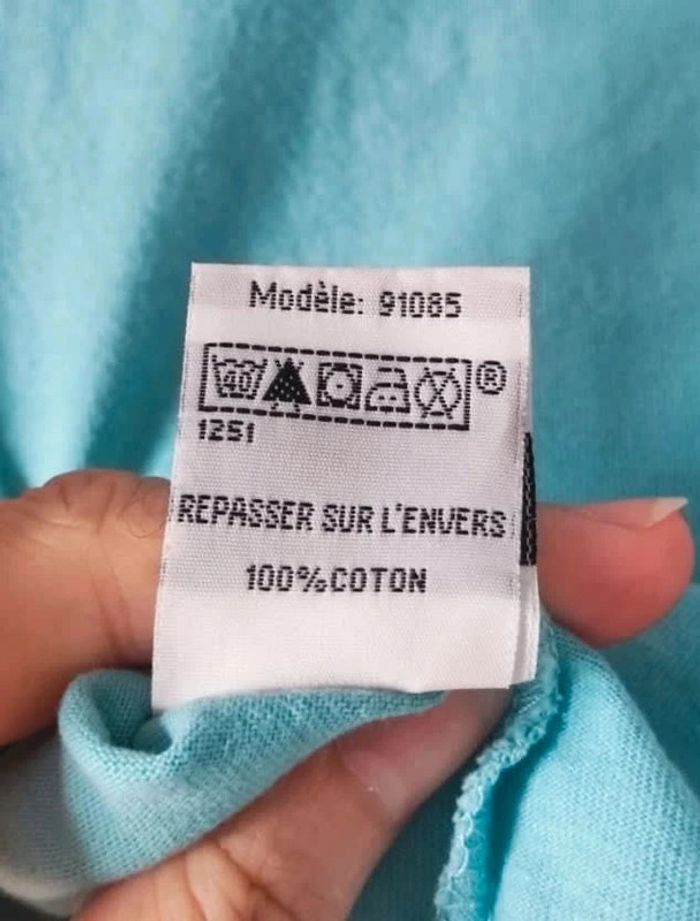 Modèle: 91085
40 ®
1251
REPASSER SUR L'ENVERS
100%COTON